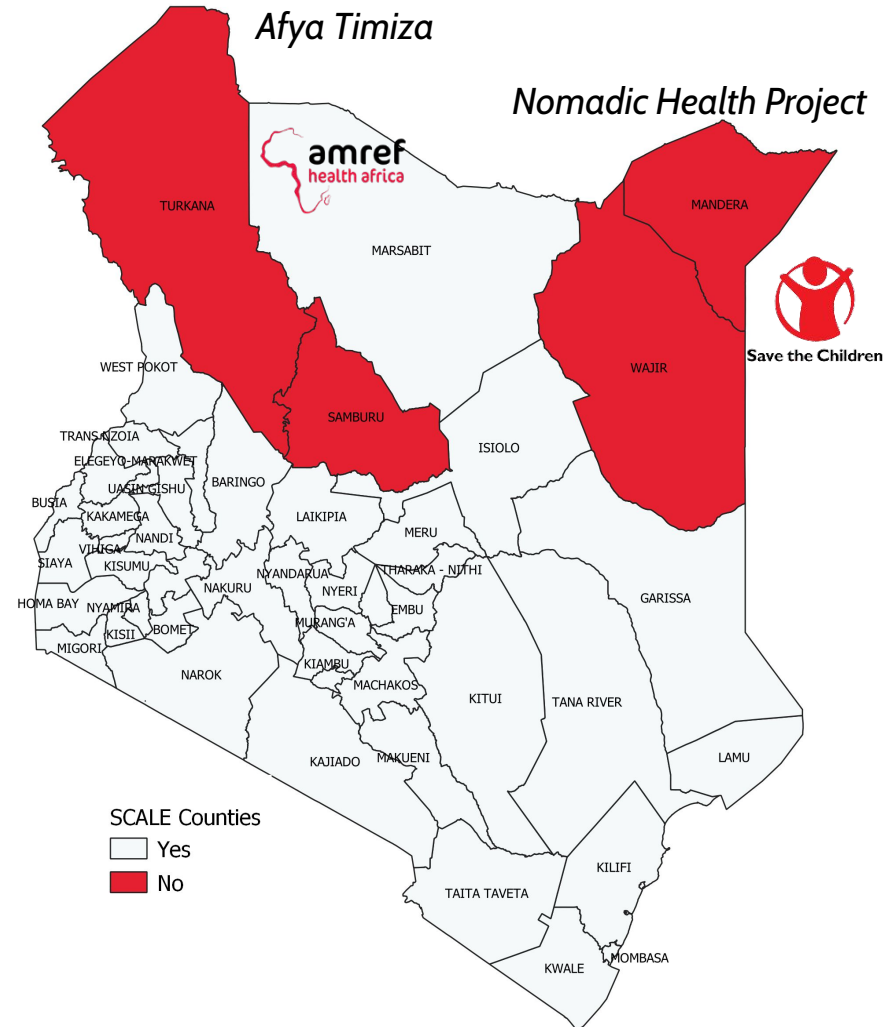 Afya Timiza
Nomadic Health Project
amref
health africa
TURKANA
MANDERA
MARSABIT
Save the Children
WEST POKOT
WAJIR
SAMBURU
TRANS NZOIA
ISIOLO
ELEGEYO-MARAKWET
BARINGO
UASIN GISHU
BUSIA
KAKAMEGA
LAIKIPIA
MERU
NANDI
VIHIGA
SIAYA
KISUMU
THARAKA - NITHI
NYANDARUA
NAKURU
NYERI
GARISSA
HOMA BAY
NYAMIRA
EMBU
MURANG'A
BOMET
KISII
MIGORI
KIAMBU
NAROK
MACHAKOS
KITUI
TANA RIVER
MAKUENI
KAJIADO
LAMU
SCALE Counties
Yes
No
KILIFI
TAITA TAVETA
MOMBASA
KWALE